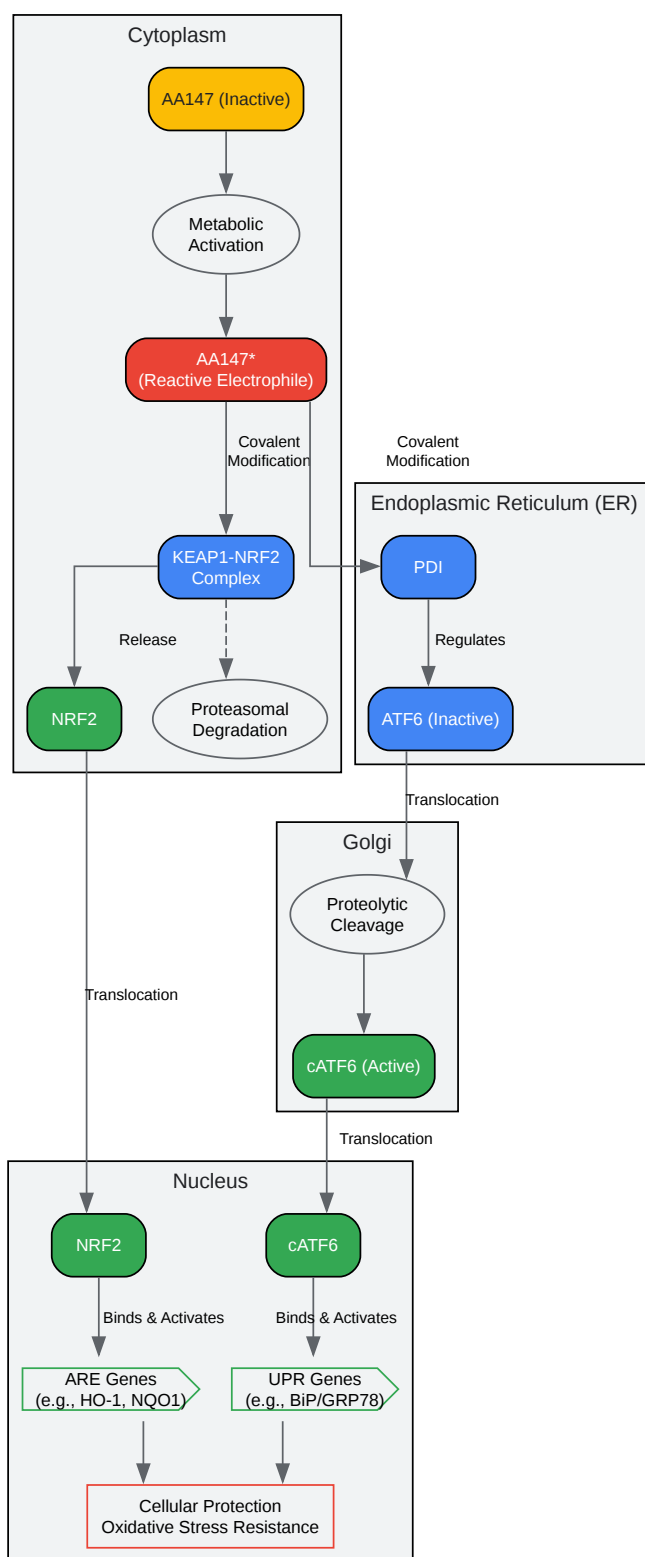 Cytoplasm
AA147 (Inactive)
Metabolic
Activation
AA147*
(Reactive Electrophile)
Covalent
Modification
Covalent
Modification
Endoplasmic Reticulum (ER)
KEAP1-NRF2
Complex
PDI
Release
Regulates
NRF2
Proteasomal
Degradation
ATF6 (Inactive)
Translocation
Golgi
Proteolytic
Cleavage
Translocation
cATF6 (Active)
Translocation
Nucleus
NRF2
cATF6
Binds & Activates
Binds & Activates
ARE Genes
(e.g., HO-1, NQO1)
UPR Genes
(e.g., BiP/GRP78)
Cellular Protection
Oxidative Stress Resistance